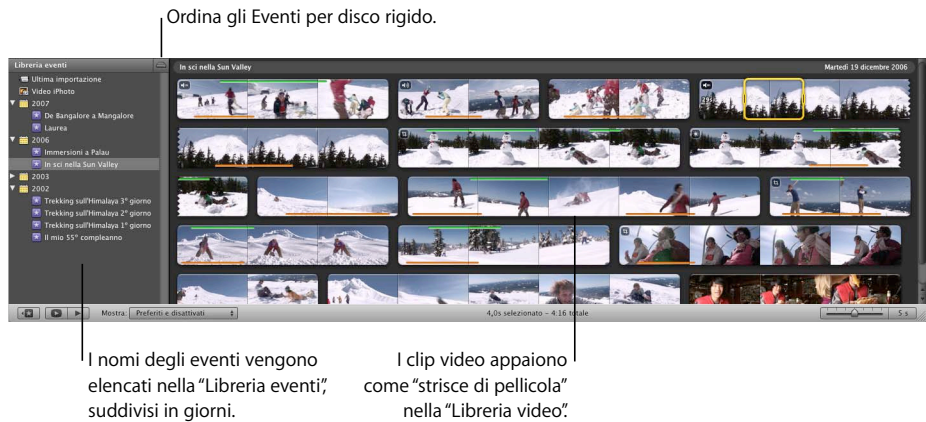 Ordina gli Eventi per disco rigido.
Libreria eventi
In sci nella Sun Valley
Martedì 19 dicembre 2006
Ultima importazione
Video iPhoto
2007
De Bangalore a Mangalore
Laurea
2006
Immersioni a Palau
In sci nella Sun Valley
2003
2002
Trekking sull'Himalaya 3° giorno
Trekking sull'Himalaya 2° giorno
Trekking sull'Himalaya 1° giorno
Il mio 55° compleanno
Mostra: Preferiti e disattivati
4,0s selezionato - 4:16 totale
5 s
I nomi degli eventi vengono
elencati nella “Libreria eventi”,
suddivisi in giorni.
I clip video appaiono
come “strisce di pellicola”
nella “Libreria video”.